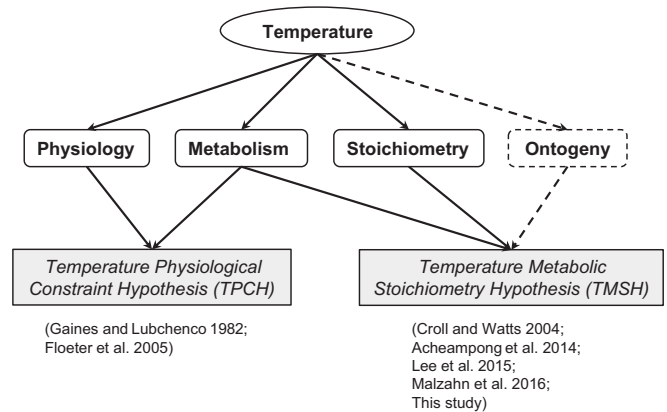 Temperature
Physiology
Metabolism
Stoichiometry
Ontogeny
Temperature Physiological
Constraint Hypothesis (TPCH)
Temperature Metabolic
Stoichiometry Hypothesis (TMSH)
(Gaines and Lubchenco 1982;
Floeter et al. 2005)
(Croll and Watts 2004;
Acheampong et al. 2014;
Lee et al. 2015;
Malzahn et al. 2016;
This study)